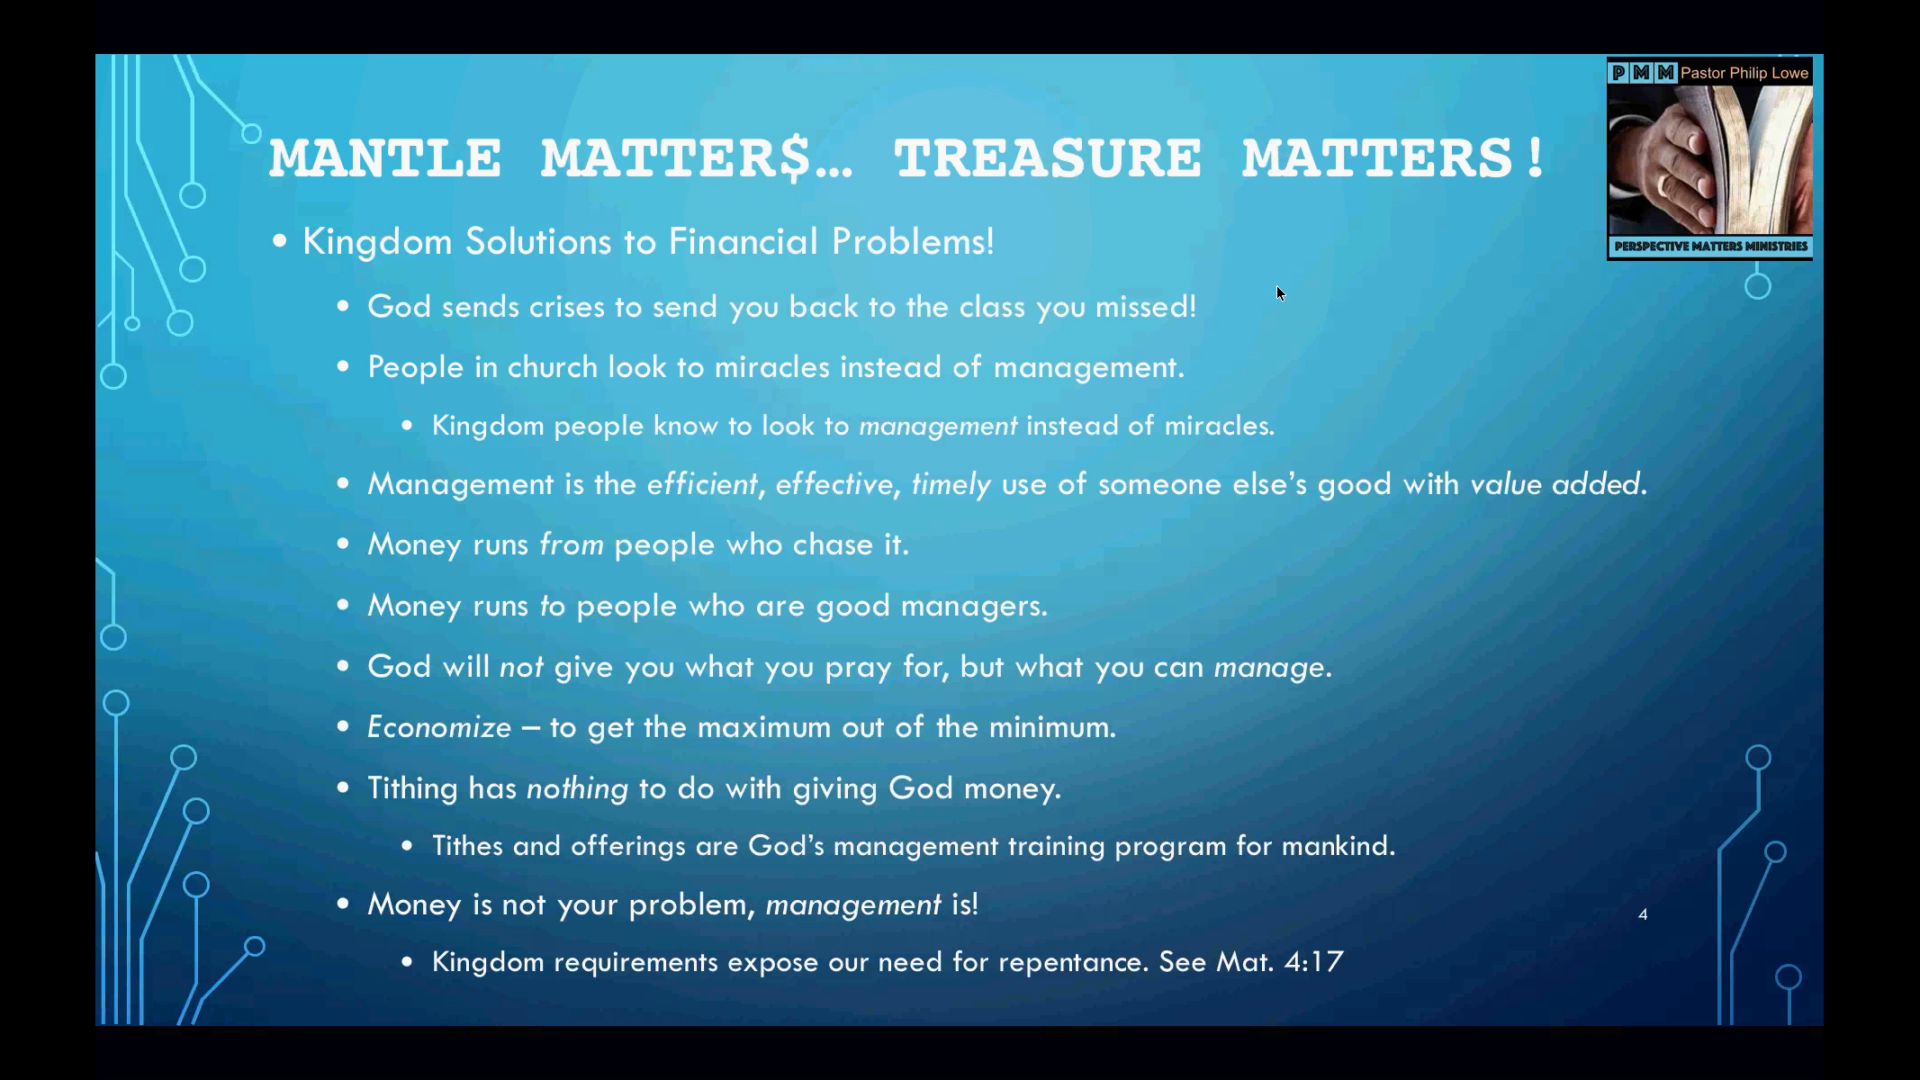 PMM Pastor Philip Lowe
PERSPECTIVE MATTERS MINISTRIES
MANTLE MATTER$... TREASURE MATTERS!
• Kingdom Solutions to Financial Problems!
• God sends crises to send you back to the class you missed!
• People in church look to miracles instead of management.
• Kingdom people know to look to management instead of miracles.
• Management is the efficient, effective, timely use of someone else's good with value added.
• Money runs from people who chase it.
• Money runs to people who are good managers.
• God will not give you what you pray for, but what you can manage.
• Economize – to get the maximum out of the minimum.
• Tithing has nothing to do with giving God money.
• Tithes and offerings are God's management training program for mankind.
• Money is not your problem, management is!
• Kingdom requirements expose our need for repentance. See Mat. 4:17
4